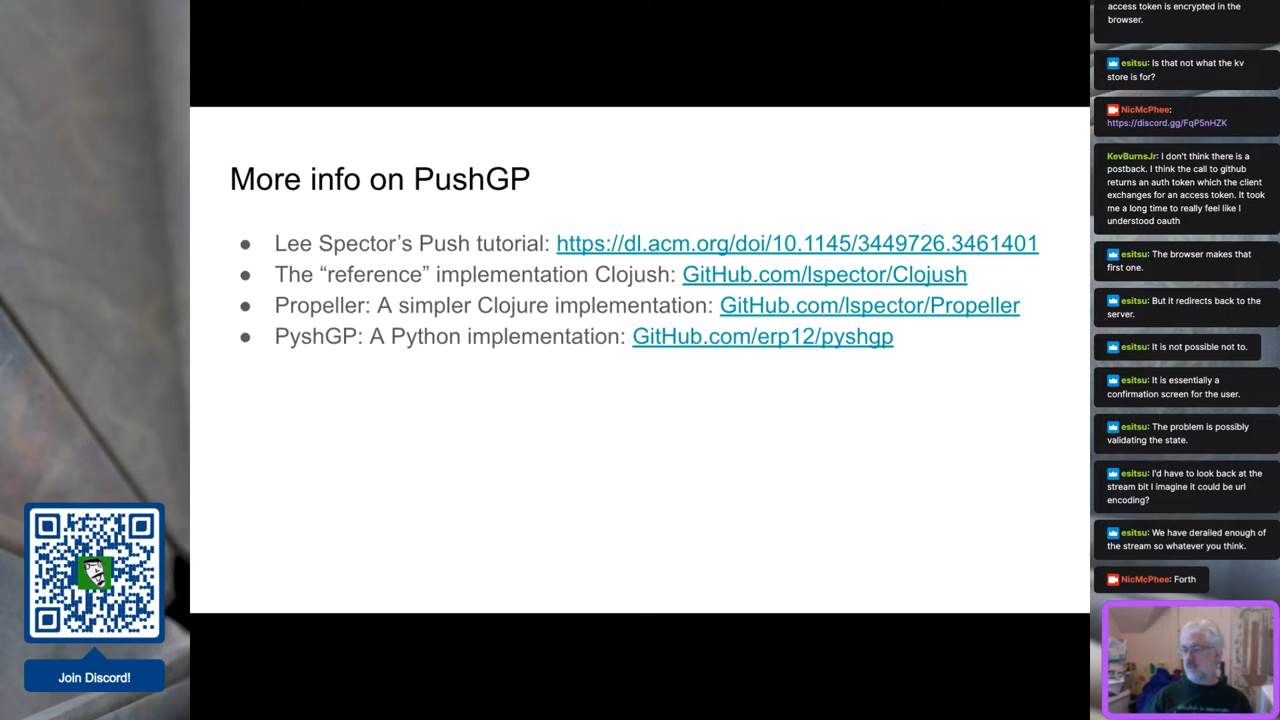 More info on PushGP
● Lee Spector's Push tutorial: https://dl.acm.org/doi/10.1145/3449726.3461401
● The “reference” implementation Clojush: GitHub.com/lspector/Clojush
● Propeller: A simpler Clojure implementation: GitHub.com/lspector/Propeller
● PyshGP: A Python implementation: GitHub.com/erp12/pyshgp
access token is encrypted in the
browser.
esitsu: Is that not what the kv
store is for?
NicMcPhee:
https://discord.gg/FqP5nHZK
KevBurnsJr: I don't think there is a
postback. I think the call to github
returns an auth token which the client
exchanges for an access token. It took
me a long time to really feel like I
understood oauth
esitsu: The browser makes that
first one.
esitsu: But it redirects back to the
server.
esitsu: It is not possible not to.
esitsu: It is essentially a
confirmation screen for the user.
esitsu: The problem is possibly
validating the state.
esitsu: I'd have to look back at the
stream bit I imagine it could be url
encoding?
esitsu: We have derailed enough of
the stream so whatever you think.
NicMcPhee: Forth
Join Discord!